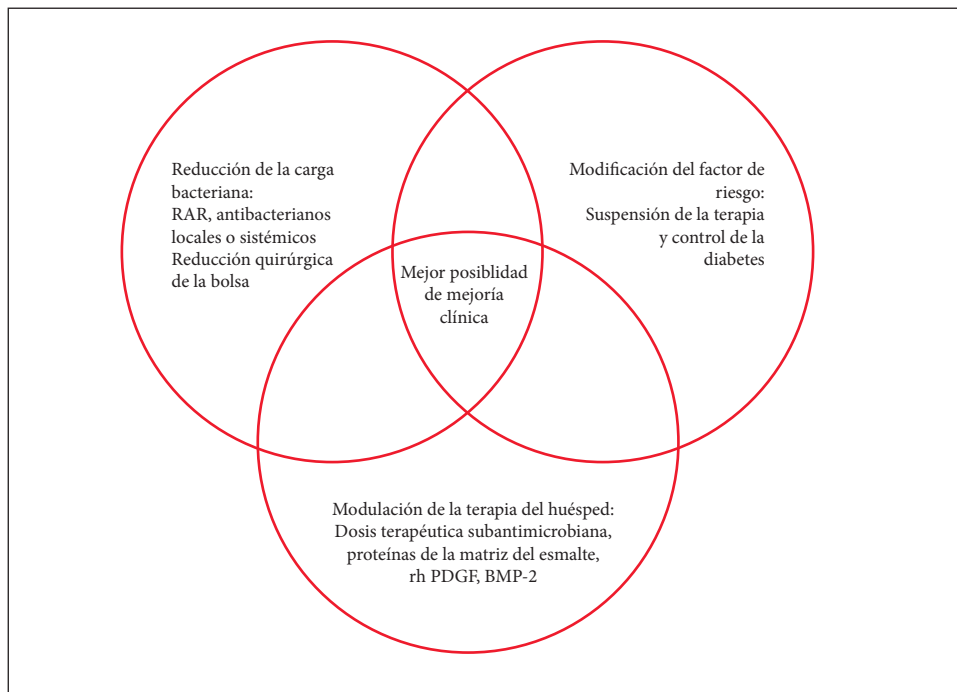 Reducción de la carga
bacteriana:
RAR, antibacterianos
locales o sistémicos
Reducción quirúrgica
de la bolsa
Modificación del factor de
riesgo:
Suspensión de la terapia
y control de la
diabetes
Mejor posiblidad
de mejoría
clínica
Modulación de la terapia del huésped:
Dosis terapéutica subantimicrobiana,
proteínas de la matriz del esmalte,
rh PDGF, BMP-2